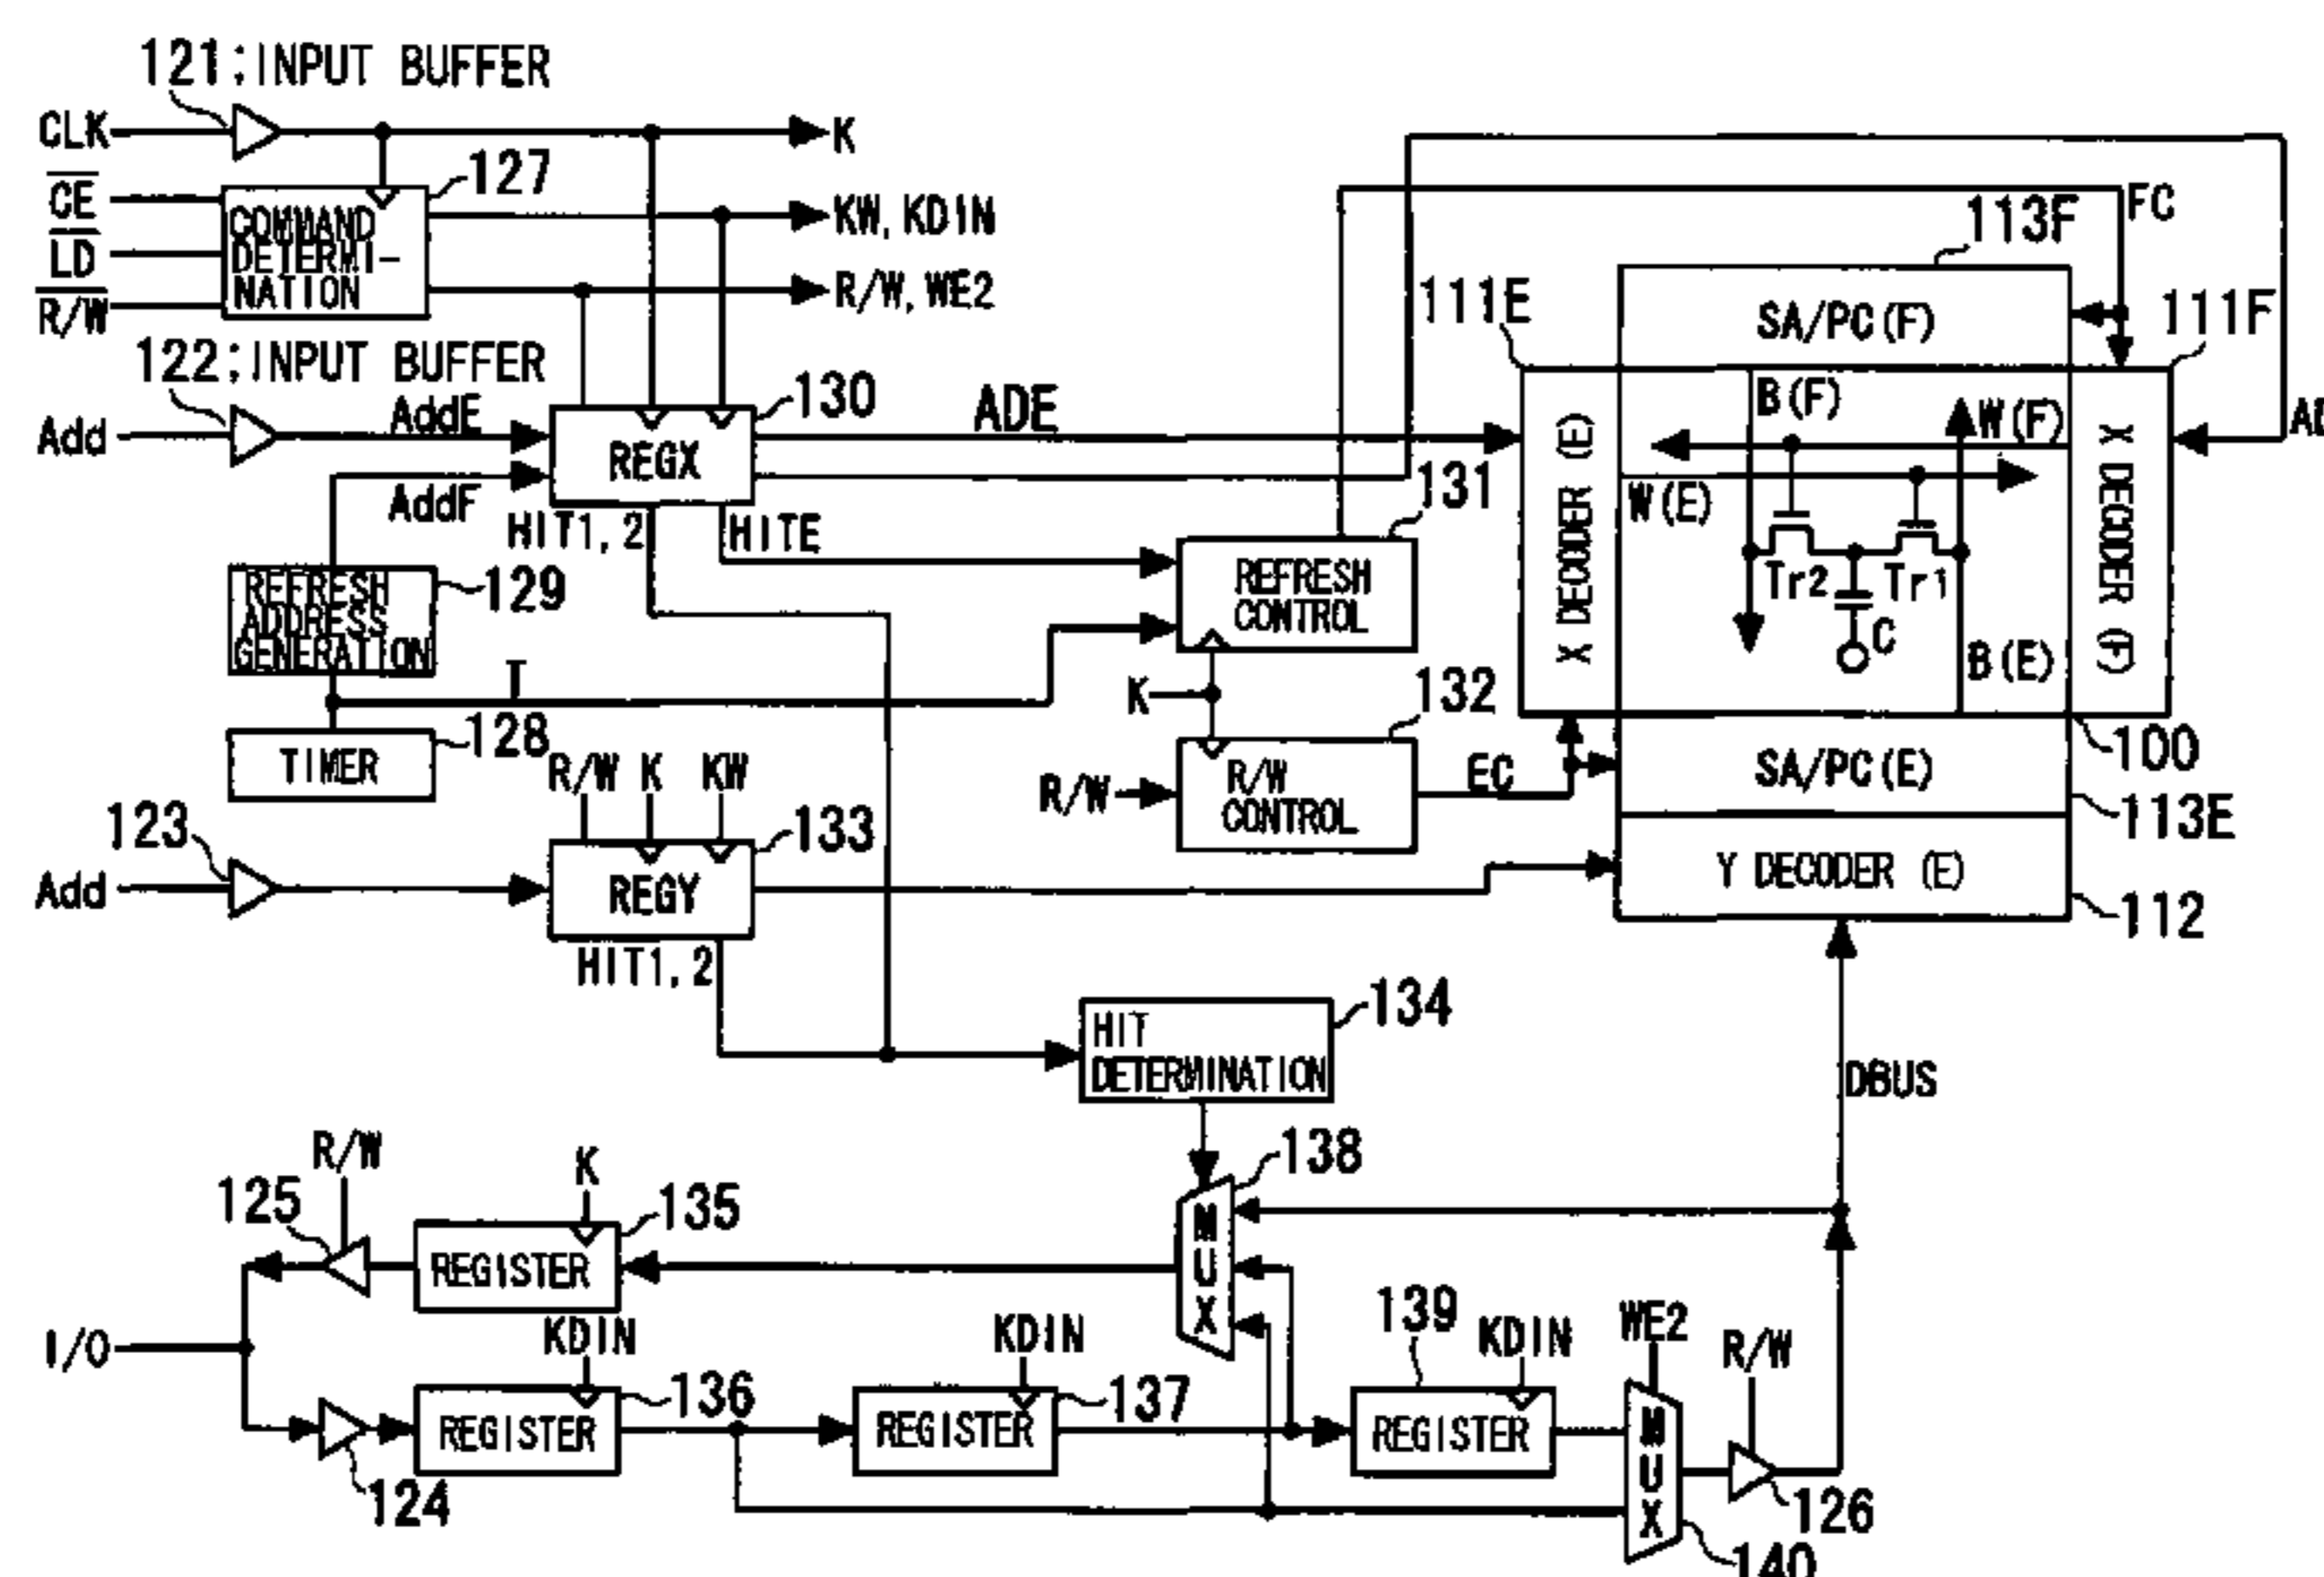 121;INPUT BUFFER
CLK
K
CE
LD
R/W
COMMAND
DETERMI-
NATION
127
KW, KDIN
R/W, WE2
122;INPUT BUFFER
Add
AddE
AddF
REGX
130
ADE
HIT1, 2
HITE
REFRESH
ADDRESS
GENERATION
129
T
TIMER
128
REFRESH
CONTROL
131
K
R/W
R/W
CONTROL
132
EC
FC
113F
SA/PC(F)
111E
111F
X DECODER (E)
X DECODER (F)
B(F)
W(F)
W(E)
Tr2
Tr1
C
B(E)
100
SA/PC(E)
113E
Y DECODER (E)
112
123
Add
R/W
K
KW
REGY
133
HIT1, 2
HIT
DETERMINATION
134
DBUS
R/W
125
K
REGISTER
135
MUX
138
I/O
124
KDIN
REGISTER
136
KDIN
REGISTER
137
139
KDIN
REGISTER
WE2
MUX
140
R/W
126